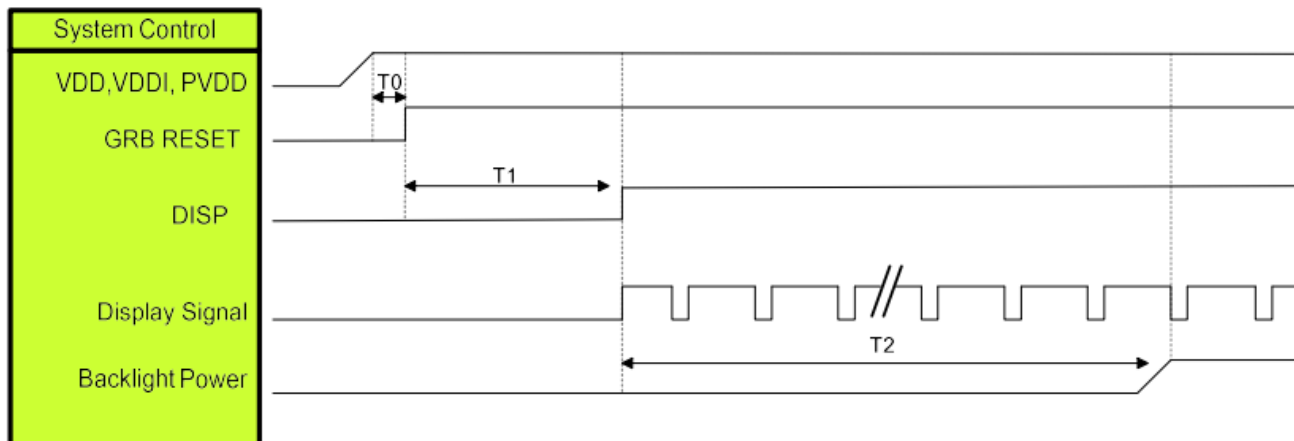 System Control
VDD,VDDI, PVDD
T0
GRB RESET
T1
DISP
Display Signal
T2
Backlight Power